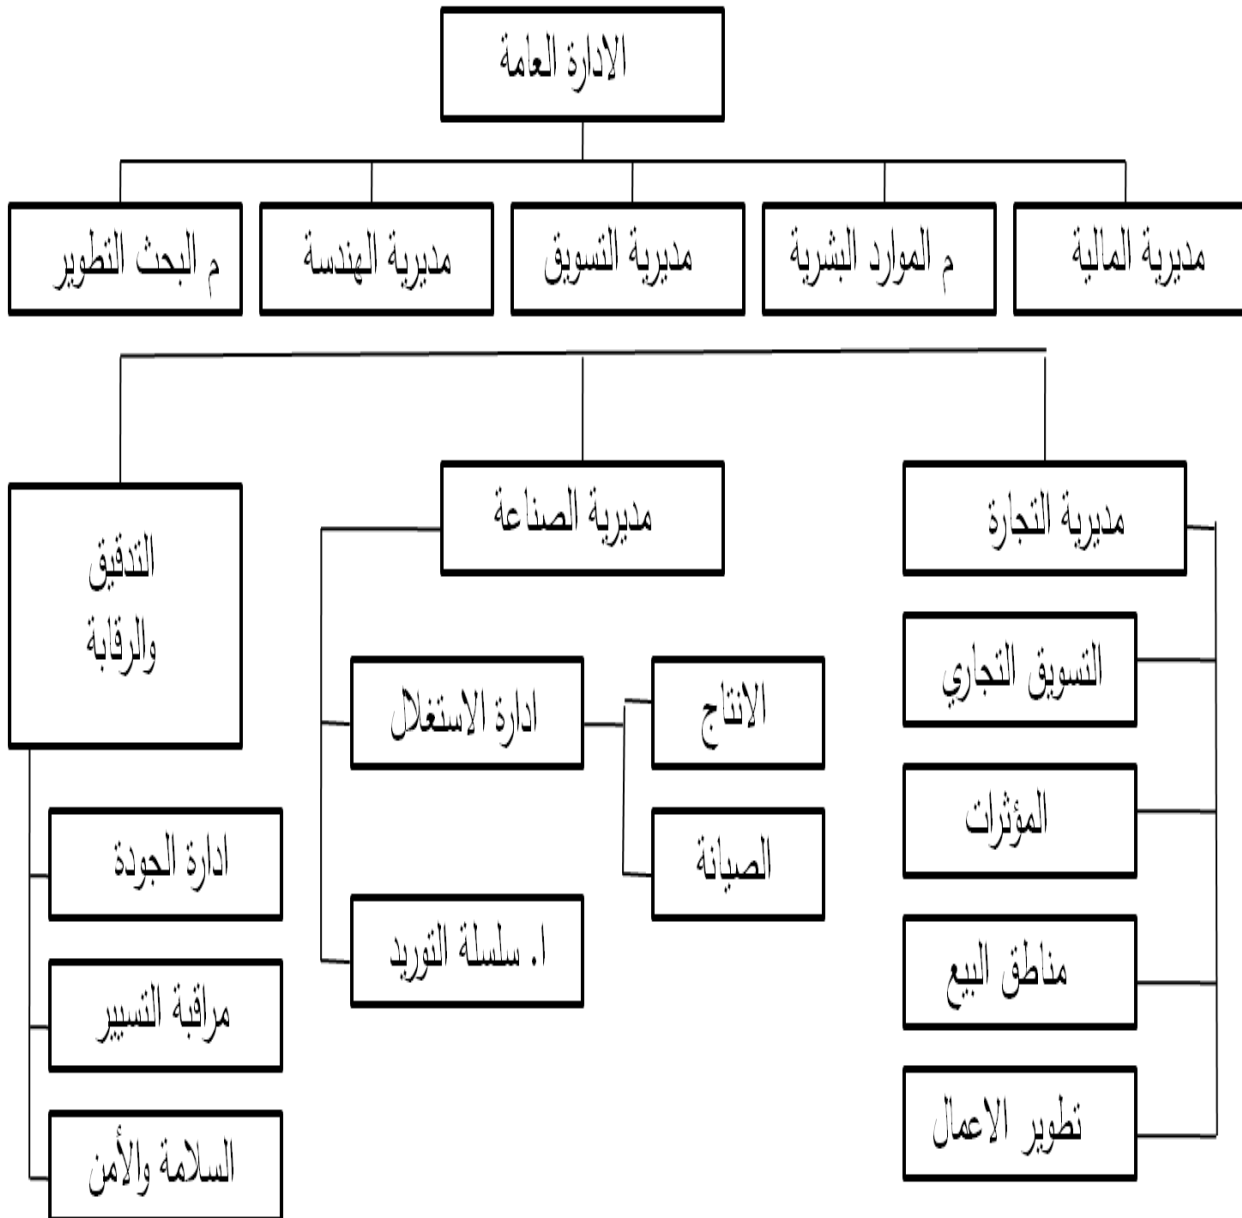 الادارة العامة
مديرية المالية
م الموارد البشرية
مديرية التسويق
مديرية الهندسة
م البحث التطوير
مديرية التجارة
التسويق التجاري
المؤثرات
مناطق البيع
تطوير الاعمال
مديرية الصناعة
ادارة الاستغلال
الانتاج
الصيانة
ا. سلسلة التوريد
التدقيق
والرقابة
ادارة الجودة
مراقبة التسيير
السلامة والأمن